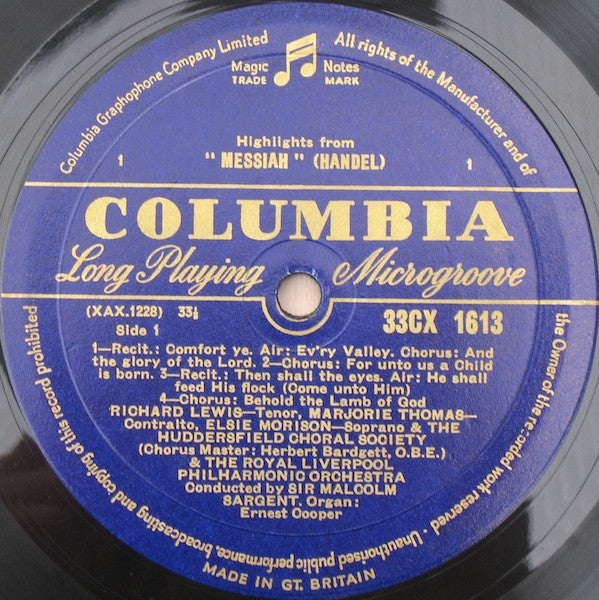 Columbia Graphophone Company Limited
All rights of the Manufacturer and of
the Owner of the recorded work reserved - Unauthorised public performance, broadcasting and copying of this record prohibited
Magic Notes
TRADE MARK
Highlights from
1 "MESSIAH" (HANDEL) 1
COLUMBIA
Long Playing Microgroove
(XAX.1228) 33⅓
33CX 1613
Side 1
1—Recit.: Comfort ye. Air: Ev'ry Valley. Chorus: And
the glory of the Lord. 2—Chorus: For unto us a Child
is born. 3—Recit.: Then shall the eyes. Air: He shall
feed His flock (Come unto Him)
4—Chorus: Behold the Lamb of God
RICHARD LEWIS—Tenor, MARJORIE THOMAS—
Contralto, ELSIE MORISON—Soprano & THE
HUDDERSFIELD CHORAL SOCIETY
(Chorus Master: Herbert Bardgett, O.B.E.)
& THE ROYAL LIVERPOOL
PHILHARMONIC ORCHESTRA
Conducted by SIR MALCOLM
SARGENT. Organ:
Ernest Cooper
MADE IN GT. BRITAIN